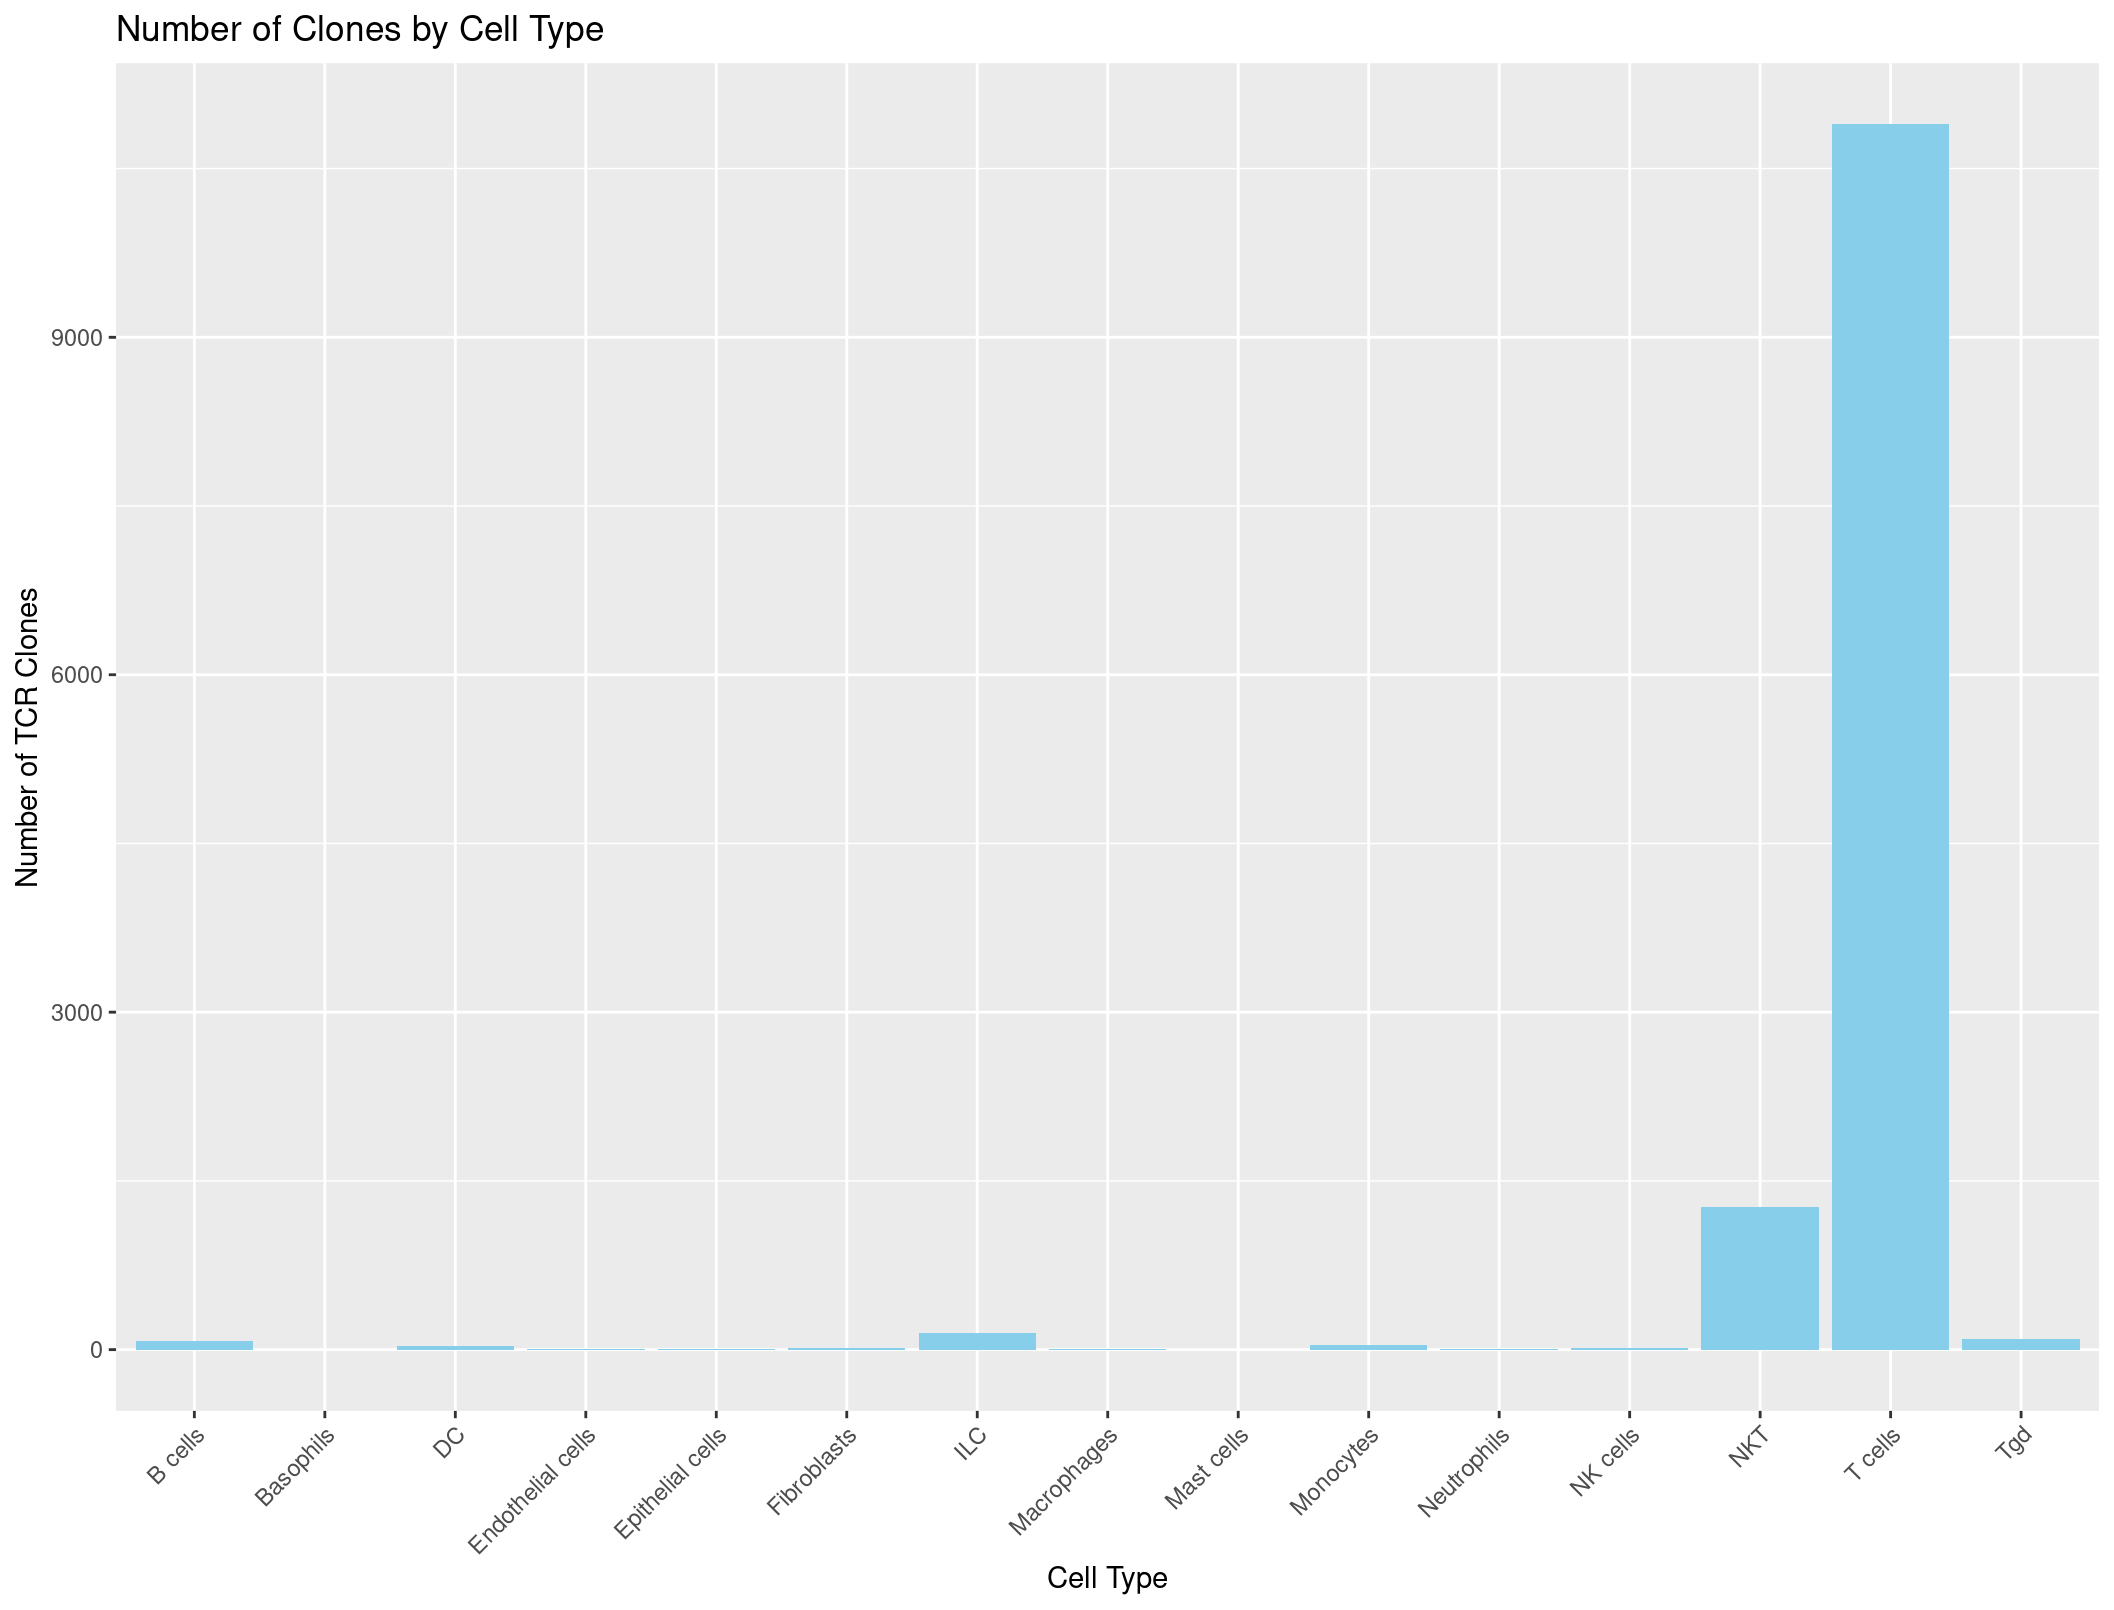 Number of Clones by Cell Type
Number of TCR Clones
9000
6000
3000
0
B cells
Basophils
DC
Endothelial cells
Epithelial cells
Fibroblasts
ILC
Macrophages
Mast cells
Monocytes
Neutrophils
NK cells
NKT
T cells
Tgd
Cell Type